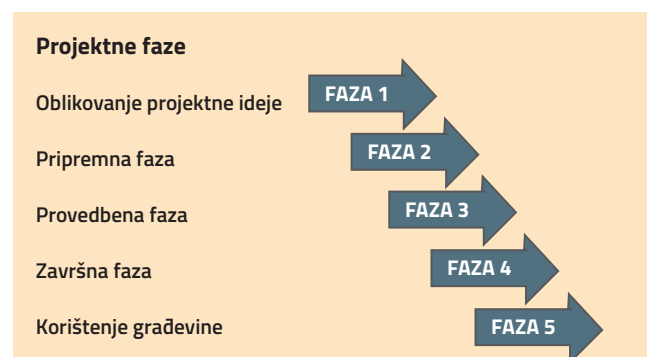 Projektne faze
Oblikovanje projektne ideje
FAZA 1
Pripremna faza
FAZA 2
Provedbena faza
FAZA 3
Završna faza
FAZA 4
Korištenje građevine
FAZA 5